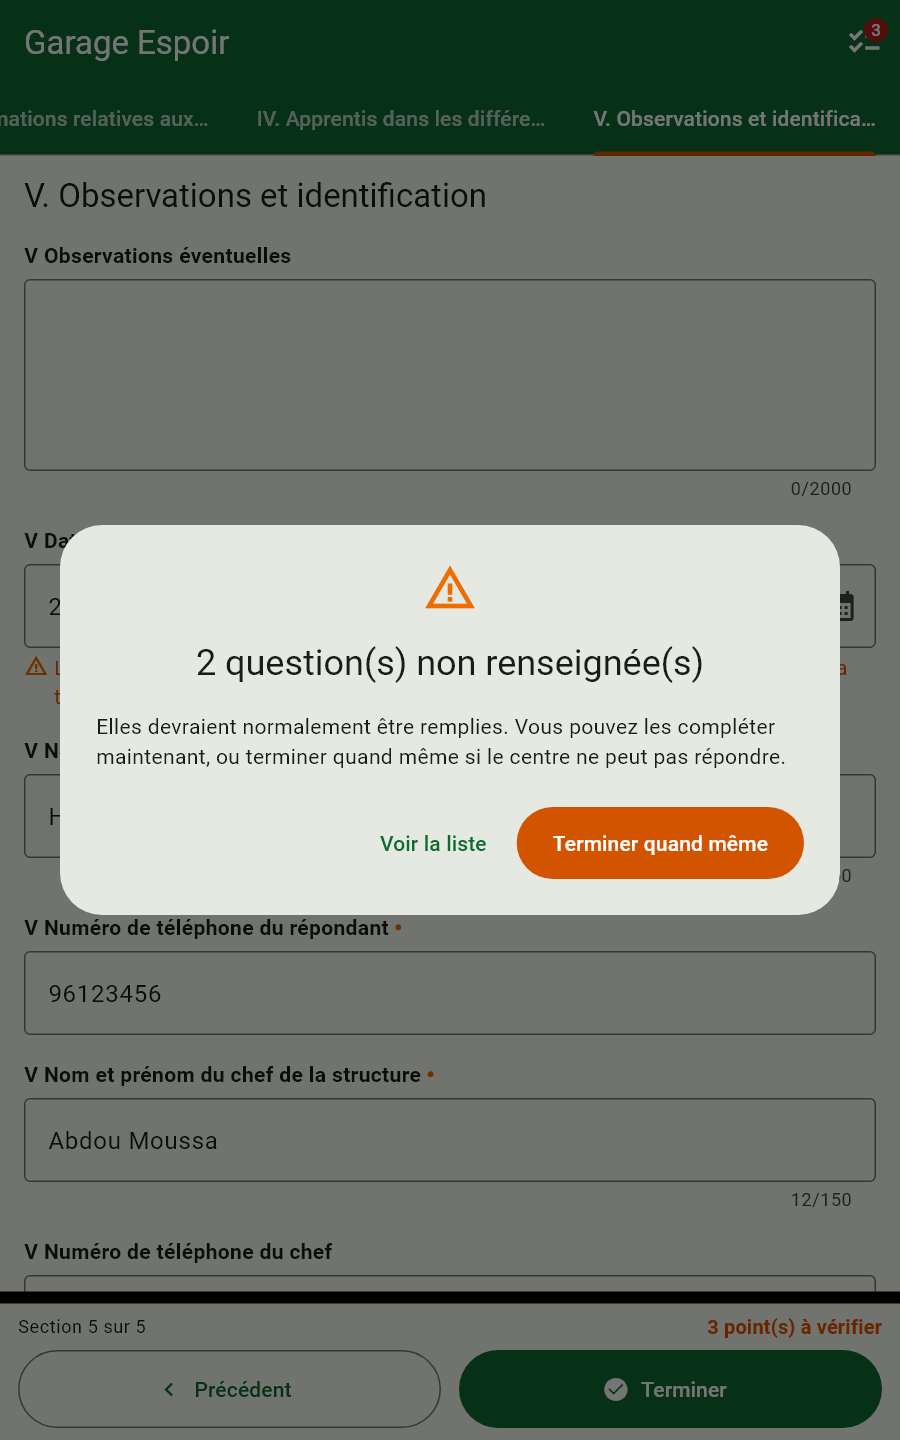 Garage Espoir
3
mations relatives aux...
IV. Apprentis dans les différe...
V. Observations et identifica...
V. Observations et identification
V Observations éventuelles
0/2000
V Dat
2
a
2 question(s) non renseignée(s)
Elles devraient normalement être remplies. Vous pouvez les compléter
maintenant, ou terminer quand même si le centre ne peut pas répondre.
Voir la liste
Terminer quand même
V Numéro de téléphone du répondant •
96123456
V Nom et prénom du chef de la structure •
Abdou Moussa
12/150
V Numéro de téléphone du chef
Section 5 sur 5
3 point(s) à vérifier
Précédent
Terminer